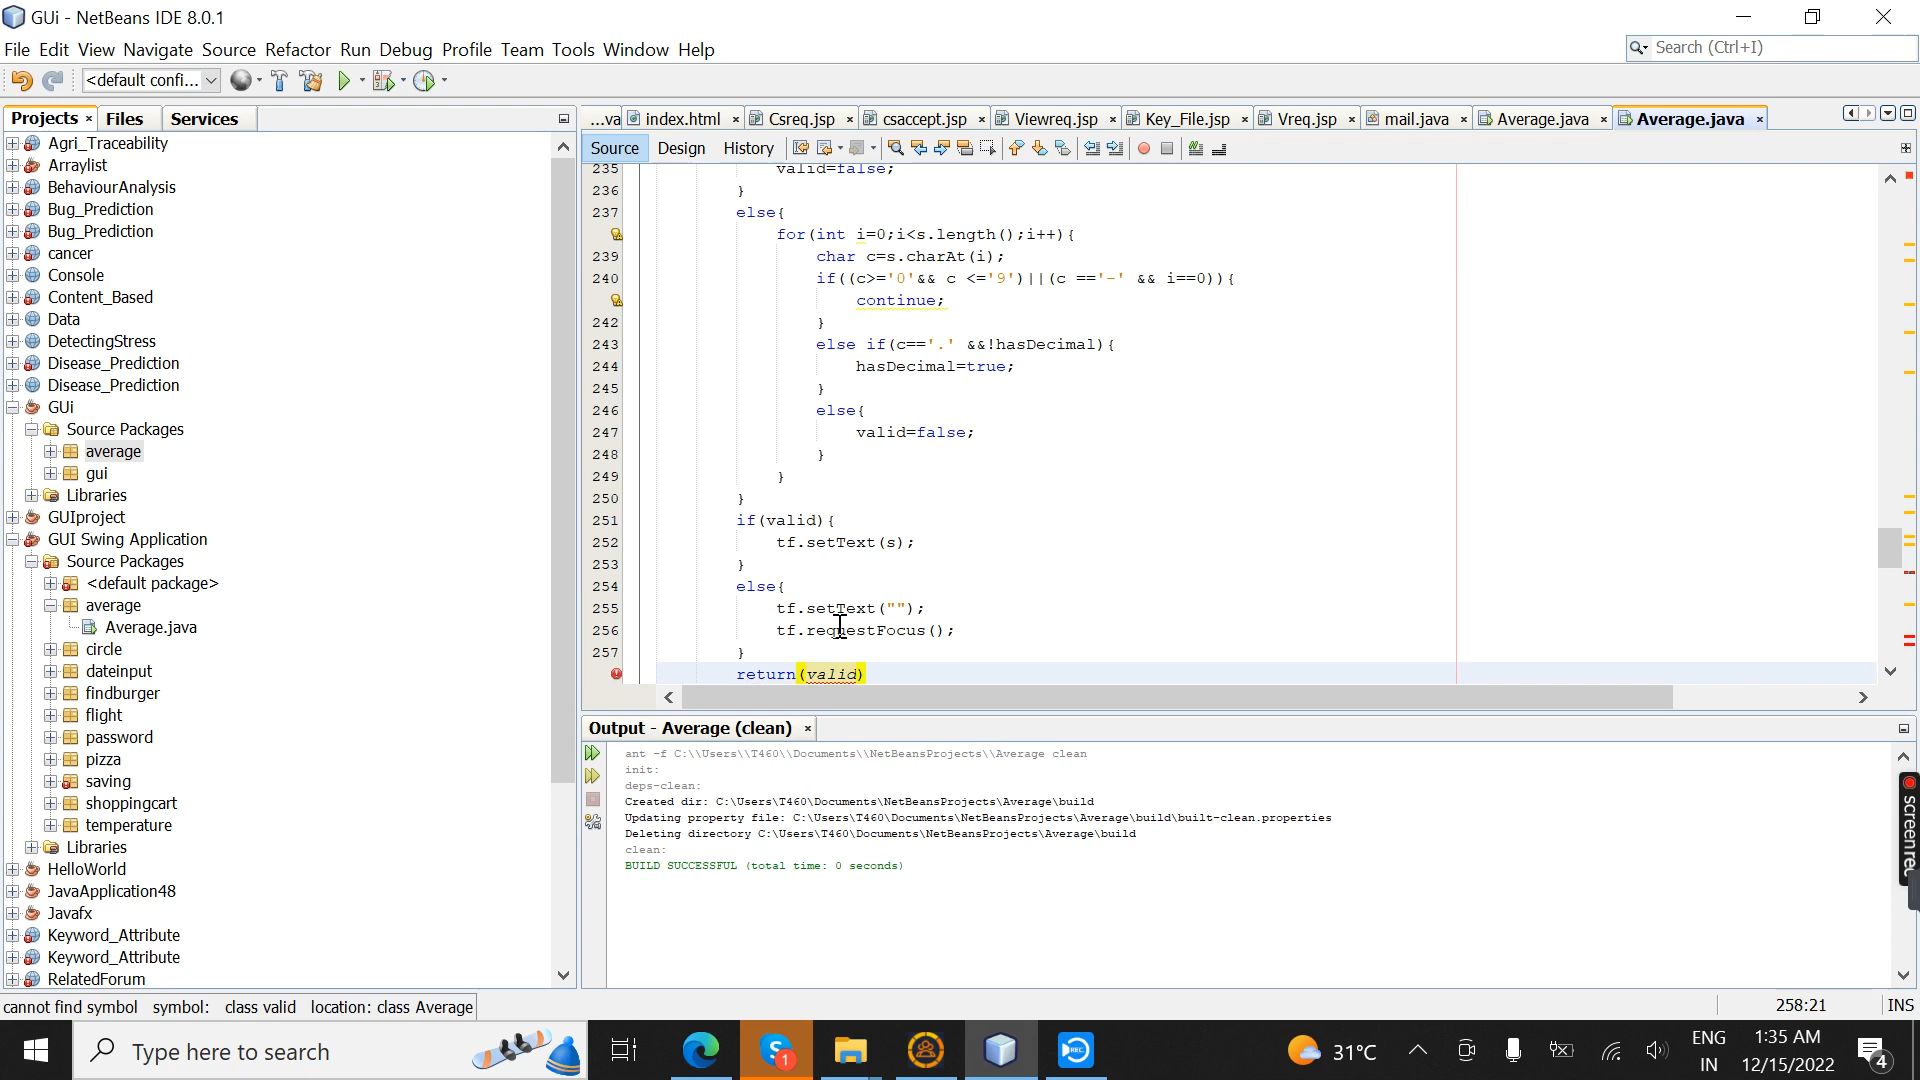 GUi - NetBeans IDE 8.0.1
File Edit View Navigate Source Refactor Run Debug Profile Team Tools Window Help
Search (Ctrl+I)
<default confi...
Projects Files Services
...va index.html Csreq.jsp csaccept.jsp Viewreq.jsp Key_File.jsp Vreq.jsp mail.java Average.java Average.java
Source Design History
Agri_Traceability
Arraylist
BehaviourAnalysis
Bug_Prediction
Bug_Prediction
cancer
Console
Content_Based
Data
DetectingStress
Disease_Prediction
Disease_Prediction
GUi
Source Packages
average
gui
Libraries
GUIproject
GUI Swing Application
Source Packages
<default package>
average
Average.java
circle
dateinput
findburger
flight
password
pizza
saving
shoppingcart
temperature
Libraries
HelloWorld
JavaApplication48
Javafx
Keyword_Attribute
Keyword_Attribute
RelatedForum
235 valid=false;
236 }
237 else{
for(int i=0;i<s.length();i++){
239 char c=s.charAt(i);
240 if((c>='0'&& c <='9')||(c =='-' && i==0)){
continue;
242 }
243 else if(c=='.' &&!hasDecimal){
244 hasDecimal=true;
245 }
246 else{
247 valid=false;
248 }
249 }
250 }
251 if(valid){
252 tf.setText(s);
253 }
254 else{
255 tf.setText("");
256 tf.requestFocus();
257 }
return(valid)
Output - Average (clean)
ant -f C:\\Users\\T460\\Documents\\NetBeansProjects\\Average clean
init:
deps-clean:
Created dir: C:\Users\T460\Documents\NetBeansProjects\Average\build
Updating property file: C:\Users\T460\Documents\NetBeansProjects\Average\build\built-clean.properties
Deleting directory C:\Users\T460\Documents\NetBeansProjects\Average\build
clean:
BUILD SUCCESSFUL (total time: 0 seconds)
screenrec
cannot find symbol symbol: class valid location: class Average
258:21 INS
Type here to search
S 1
REC
31°C
ENG
IN
1:35 AM
12/15/2022
4